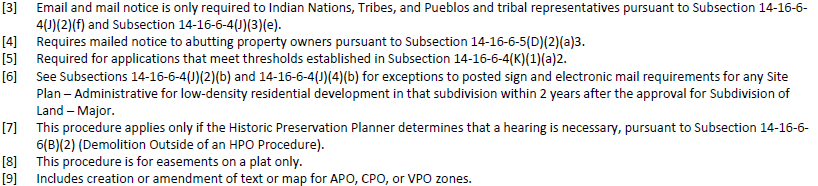 [3] Email and mail notice is only required to Indian Nations, Tribes, and Pueblos and tribal representatives pursuant to Subsection 14-16-6-
4(J)(2)(f) and Subsection 14-16-6-4(J)(3)(e).
[4] Requires mailed notice to abutting property owners pursuant to Subsection 14-16-6-5(D)(2)(a)3.
[5] Required for applications that meet thresholds established in Subsection 14-16-6-4(K)(1)(a)2.
[6] See Subsections 14-16-6-4(J)(2)(b) and 14-16-6-4(J)(4)(b) for exceptions to posted sign and electronic mail requirements for any Site
Plan – Administrative for low-density residential development in that subdivision within 2 years after the approval for Subdivision of
Land – Major.
[7] This procedure applies only if the Historic Preservation Planner determines that a hearing is necessary, pursuant to Subsection 14-16-6-
6(B)(2) (Demolition Outside of an HPO Procedure).
[8] This procedure is for easements on a plat only.
[9] Includes creation or amendment of text or map for APO, CPO, or VPO zones.